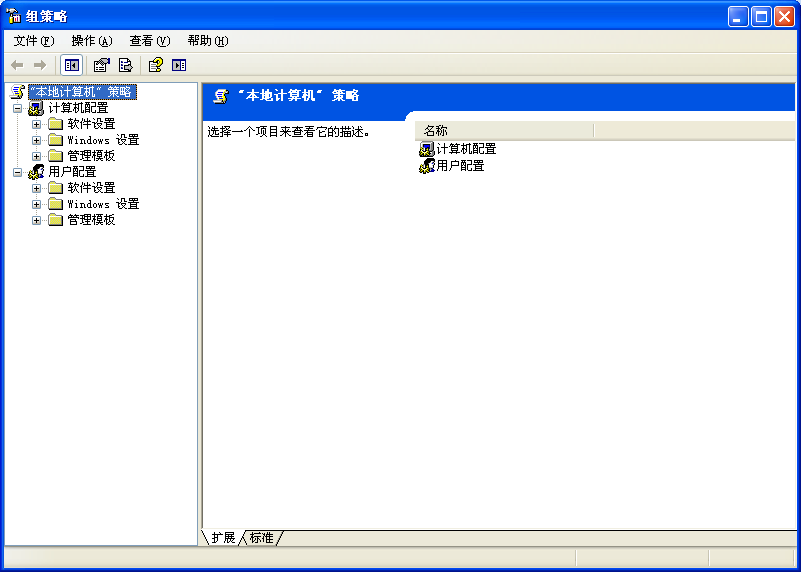 组策略
文件(F) 操作(A) 查看(V) 帮助(H)
“本地计算机” 策略
计算机配置
软件设置
Windows 设置
管理模板
用户配置
软件设置
Windows 设置
管理模板
“本地计算机” 策略
选择一个项目来查看它的描述。
名称
计算机配置
用户配置
扩展 标准